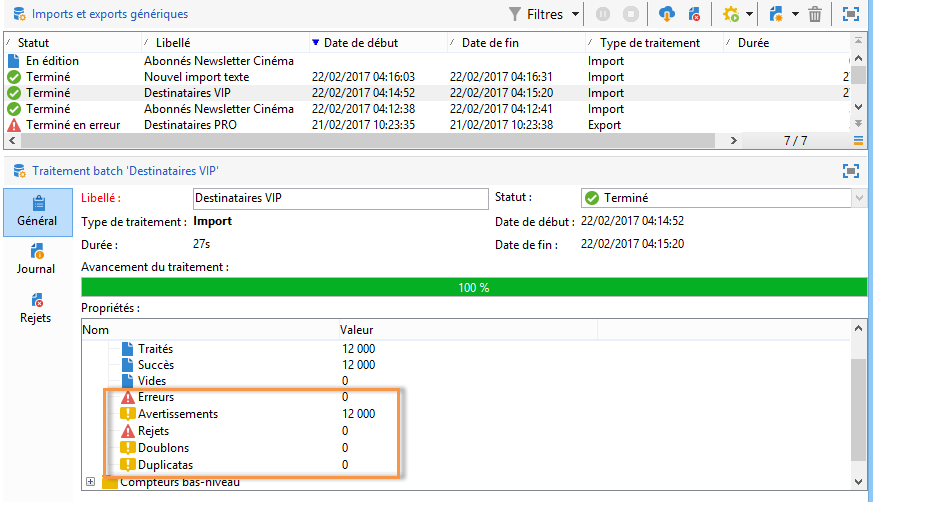 Imports et exports génériques
Filtres
Statut Libellé Date de début Date de fin Type de traitement Durée
En édition Abonnés Newsletter Cinéma Import
Terminé Nouvel import texte 22/02/2017 04:16:03 22/02/2017 04:16:31 Import 2
Terminé Destinataires VIP 22/02/2017 04:14:52 22/02/2017 04:15:20 Import 2
Terminé Abonnés Newsletter Cinéma 22/02/2017 04:12:38 22/02/2017 04:12:41 Import
Terminé en erreur Destinataires PRO 21/02/2017 10:23:35 21/02/2017 10:23:38 Export
7 / 7
Traitement batch 'Destinataires VIP'
Général
Journal
Rejets
Libellé : Destinataires VIP Statut : Terminé
Type de traitement : Import Date de début : 22/02/2017 04:14:52
Durée : 27s Date de fin : 22/02/2017 04:15:20
Avancement du traitement :
100 %
Propriétés :
Nom Valeur
Traités 12 000
Succès 12 000
Vides 0
Erreurs 0
Avertissements 12 000
Rejets 0
Doublons 0
Duplicatas 0
Compteurs bas-niveau